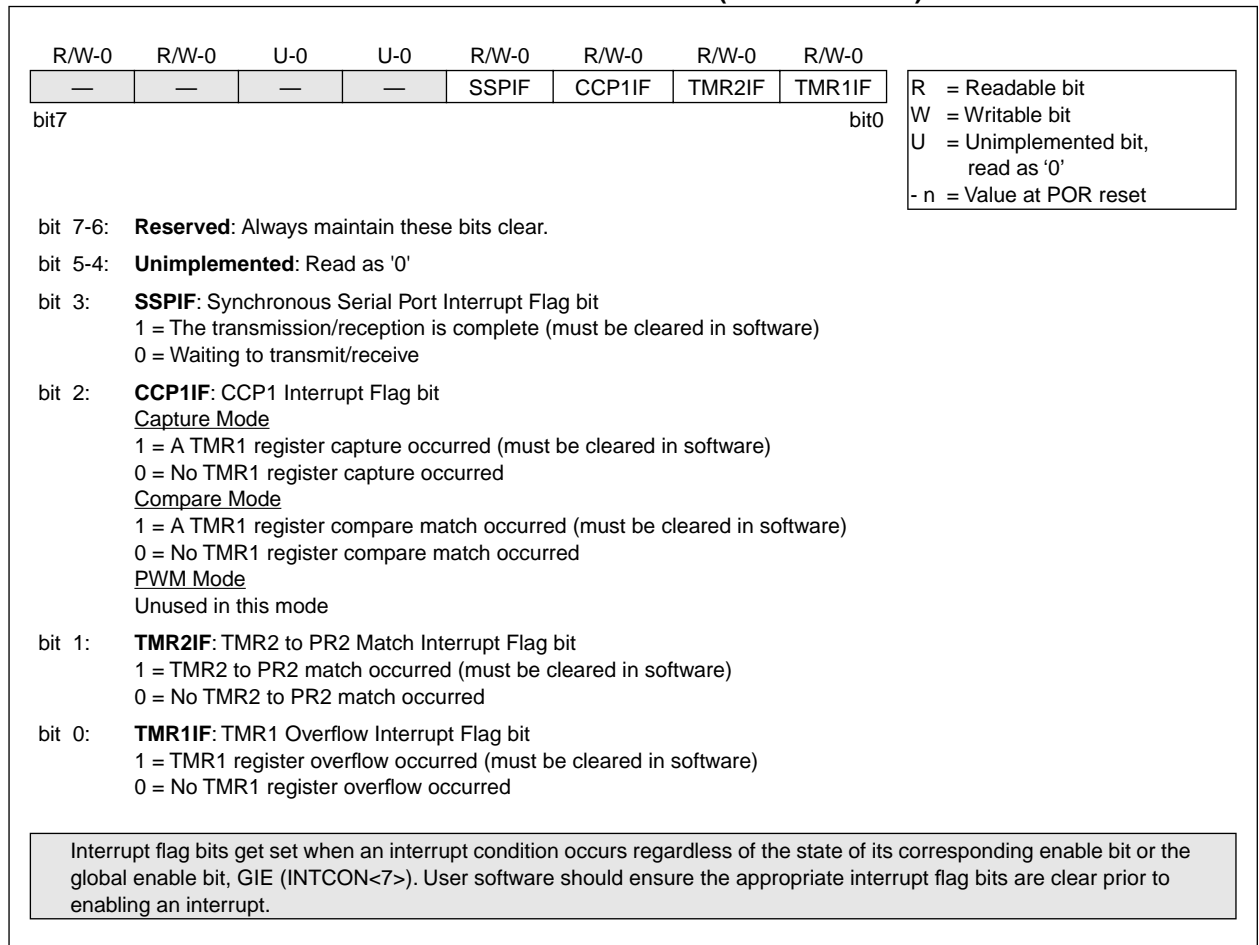 R/W-0 R/W-0 U-0 U-0 R/W-0 R/W-0 R/W-0 R/W-0
— — — — SSPIF CCP1IF TMR2IF TMR1IF
bit7 bit0
R = Readable bit
W = Writable bit
U = Unimplemented bit,
read as ‘0’
- n = Value at POR reset
bit 7-6: Reserved: Always maintain these bits clear.
bit 5-4: Unimplemented: Read as '0'
bit 3: SSPIF: Synchronous Serial Port Interrupt Flag bit
1 = The transmission/reception is complete (must be cleared in software)
0 = Waiting to transmit/receive
bit 2: CCP1IF: CCP1 Interrupt Flag bit
Capture Mode
1 = A TMR1 register capture occurred (must be cleared in software)
0 = No TMR1 register capture occurred
Compare Mode
1 = A TMR1 register compare match occurred (must be cleared in software)
0 = No TMR1 register compare match occurred
PWM Mode
Unused in this mode
bit 1: TMR2IF: TMR2 to PR2 Match Interrupt Flag bit
1 = TMR2 to PR2 match occurred (must be cleared in software)
0 = No TMR2 to PR2 match occurred
bit 0: TMR1IF: TMR1 Overflow Interrupt Flag bit
1 = TMR1 register overflow occurred (must be cleared in software)
0 = No TMR1 register overflow occurred
Interrupt flag bits get set when an interrupt condition occurs regardless of the state of its corresponding enable bit or the
global enable bit, GIE (INTCON<7>). User software should ensure the appropriate interrupt flag bits are clear prior to
enabling an interrupt.